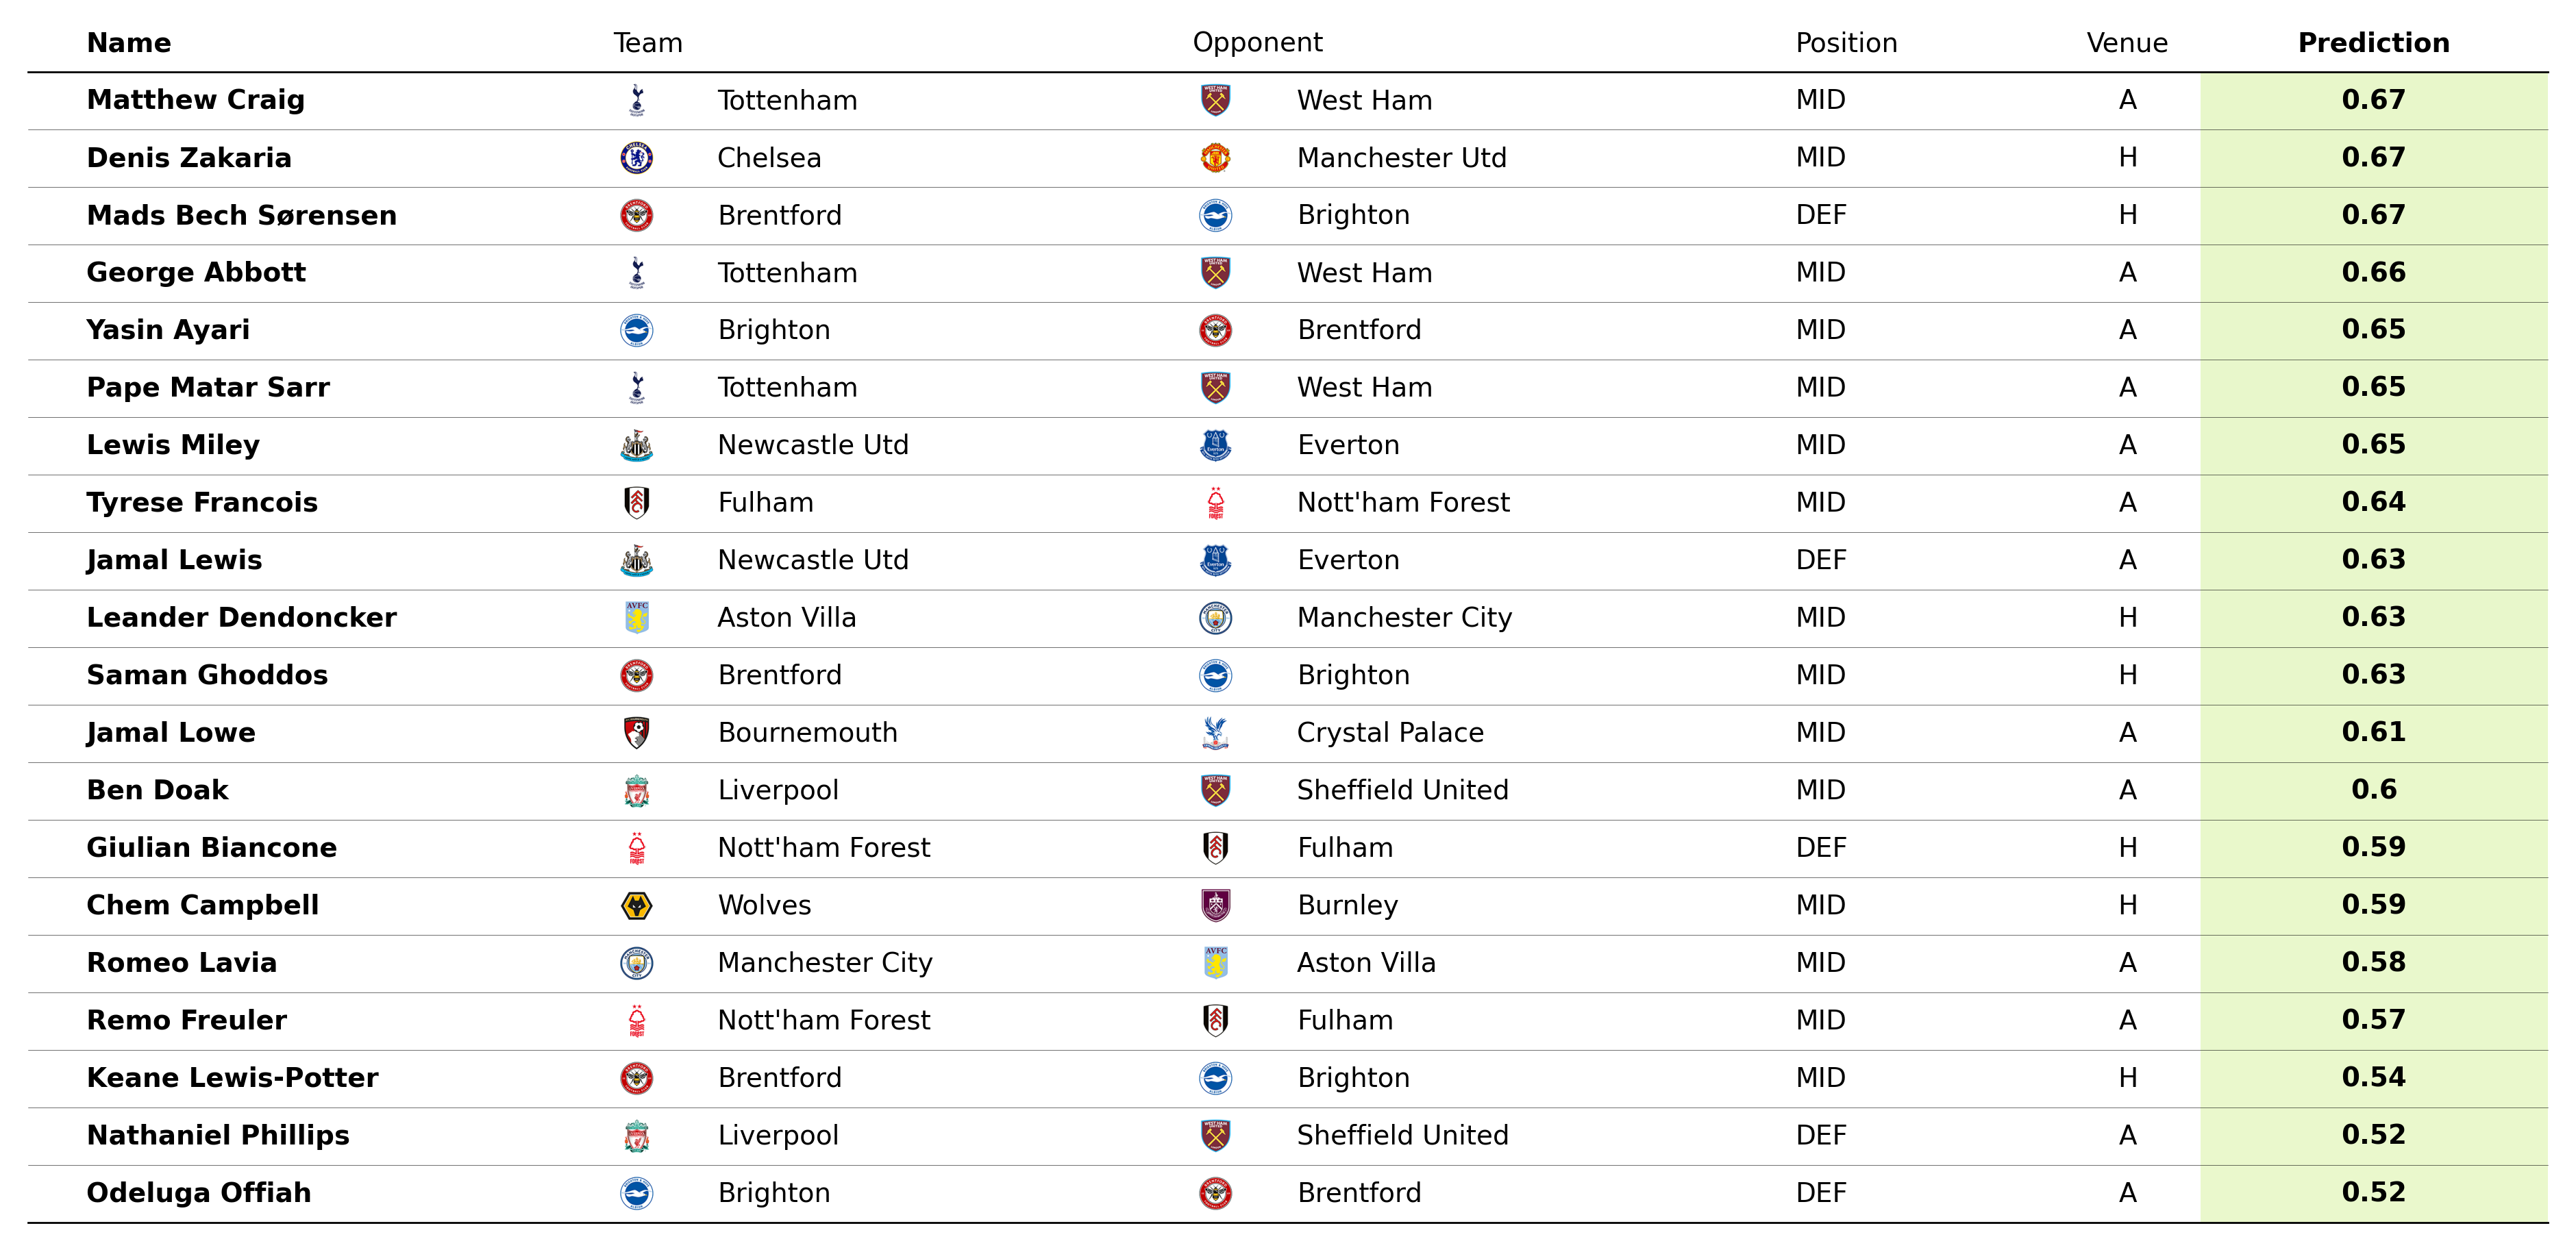 Name Team Opponent Position Venue Prediction
Matthew Craig Tottenham West Ham MID A 0.67
Denis Zakaria Chelsea Manchester Utd MID H 0.67
Mads Bech Sørensen Brentford Brighton DEF H 0.67
George Abbott Tottenham West Ham MID A 0.66
Yasin Ayari Brighton Brentford MID A 0.65
Pape Matar Sarr Tottenham West Ham MID A 0.65
Lewis Miley Newcastle Utd Everton MID A 0.65
Tyrese Francois Fulham Nott'ham Forest MID A 0.64
Jamal Lewis Newcastle Utd Everton DEF A 0.63
Leander Dendoncker Aston Villa Manchester City MID H 0.63
Saman Ghoddos Brentford Brighton MID H 0.63
Jamal Lowe Bournemouth Crystal Palace MID A 0.61
Ben Doak Liverpool Sheffield United MID A 0.6
Giulian Biancone Nott'ham Forest Fulham DEF H 0.59
Chem Campbell Wolves Burnley MID H 0.59
Romeo Lavia Manchester City Aston Villa MID A 0.58
Remo Freuler Nott'ham Forest Fulham MID A 0.57
Keane Lewis-Potter Brentford Brighton MID H 0.54
Nathaniel Phillips Liverpool Sheffield United DEF A 0.52
Odeluga Offiah Brighton Brentford DEF A 0.52